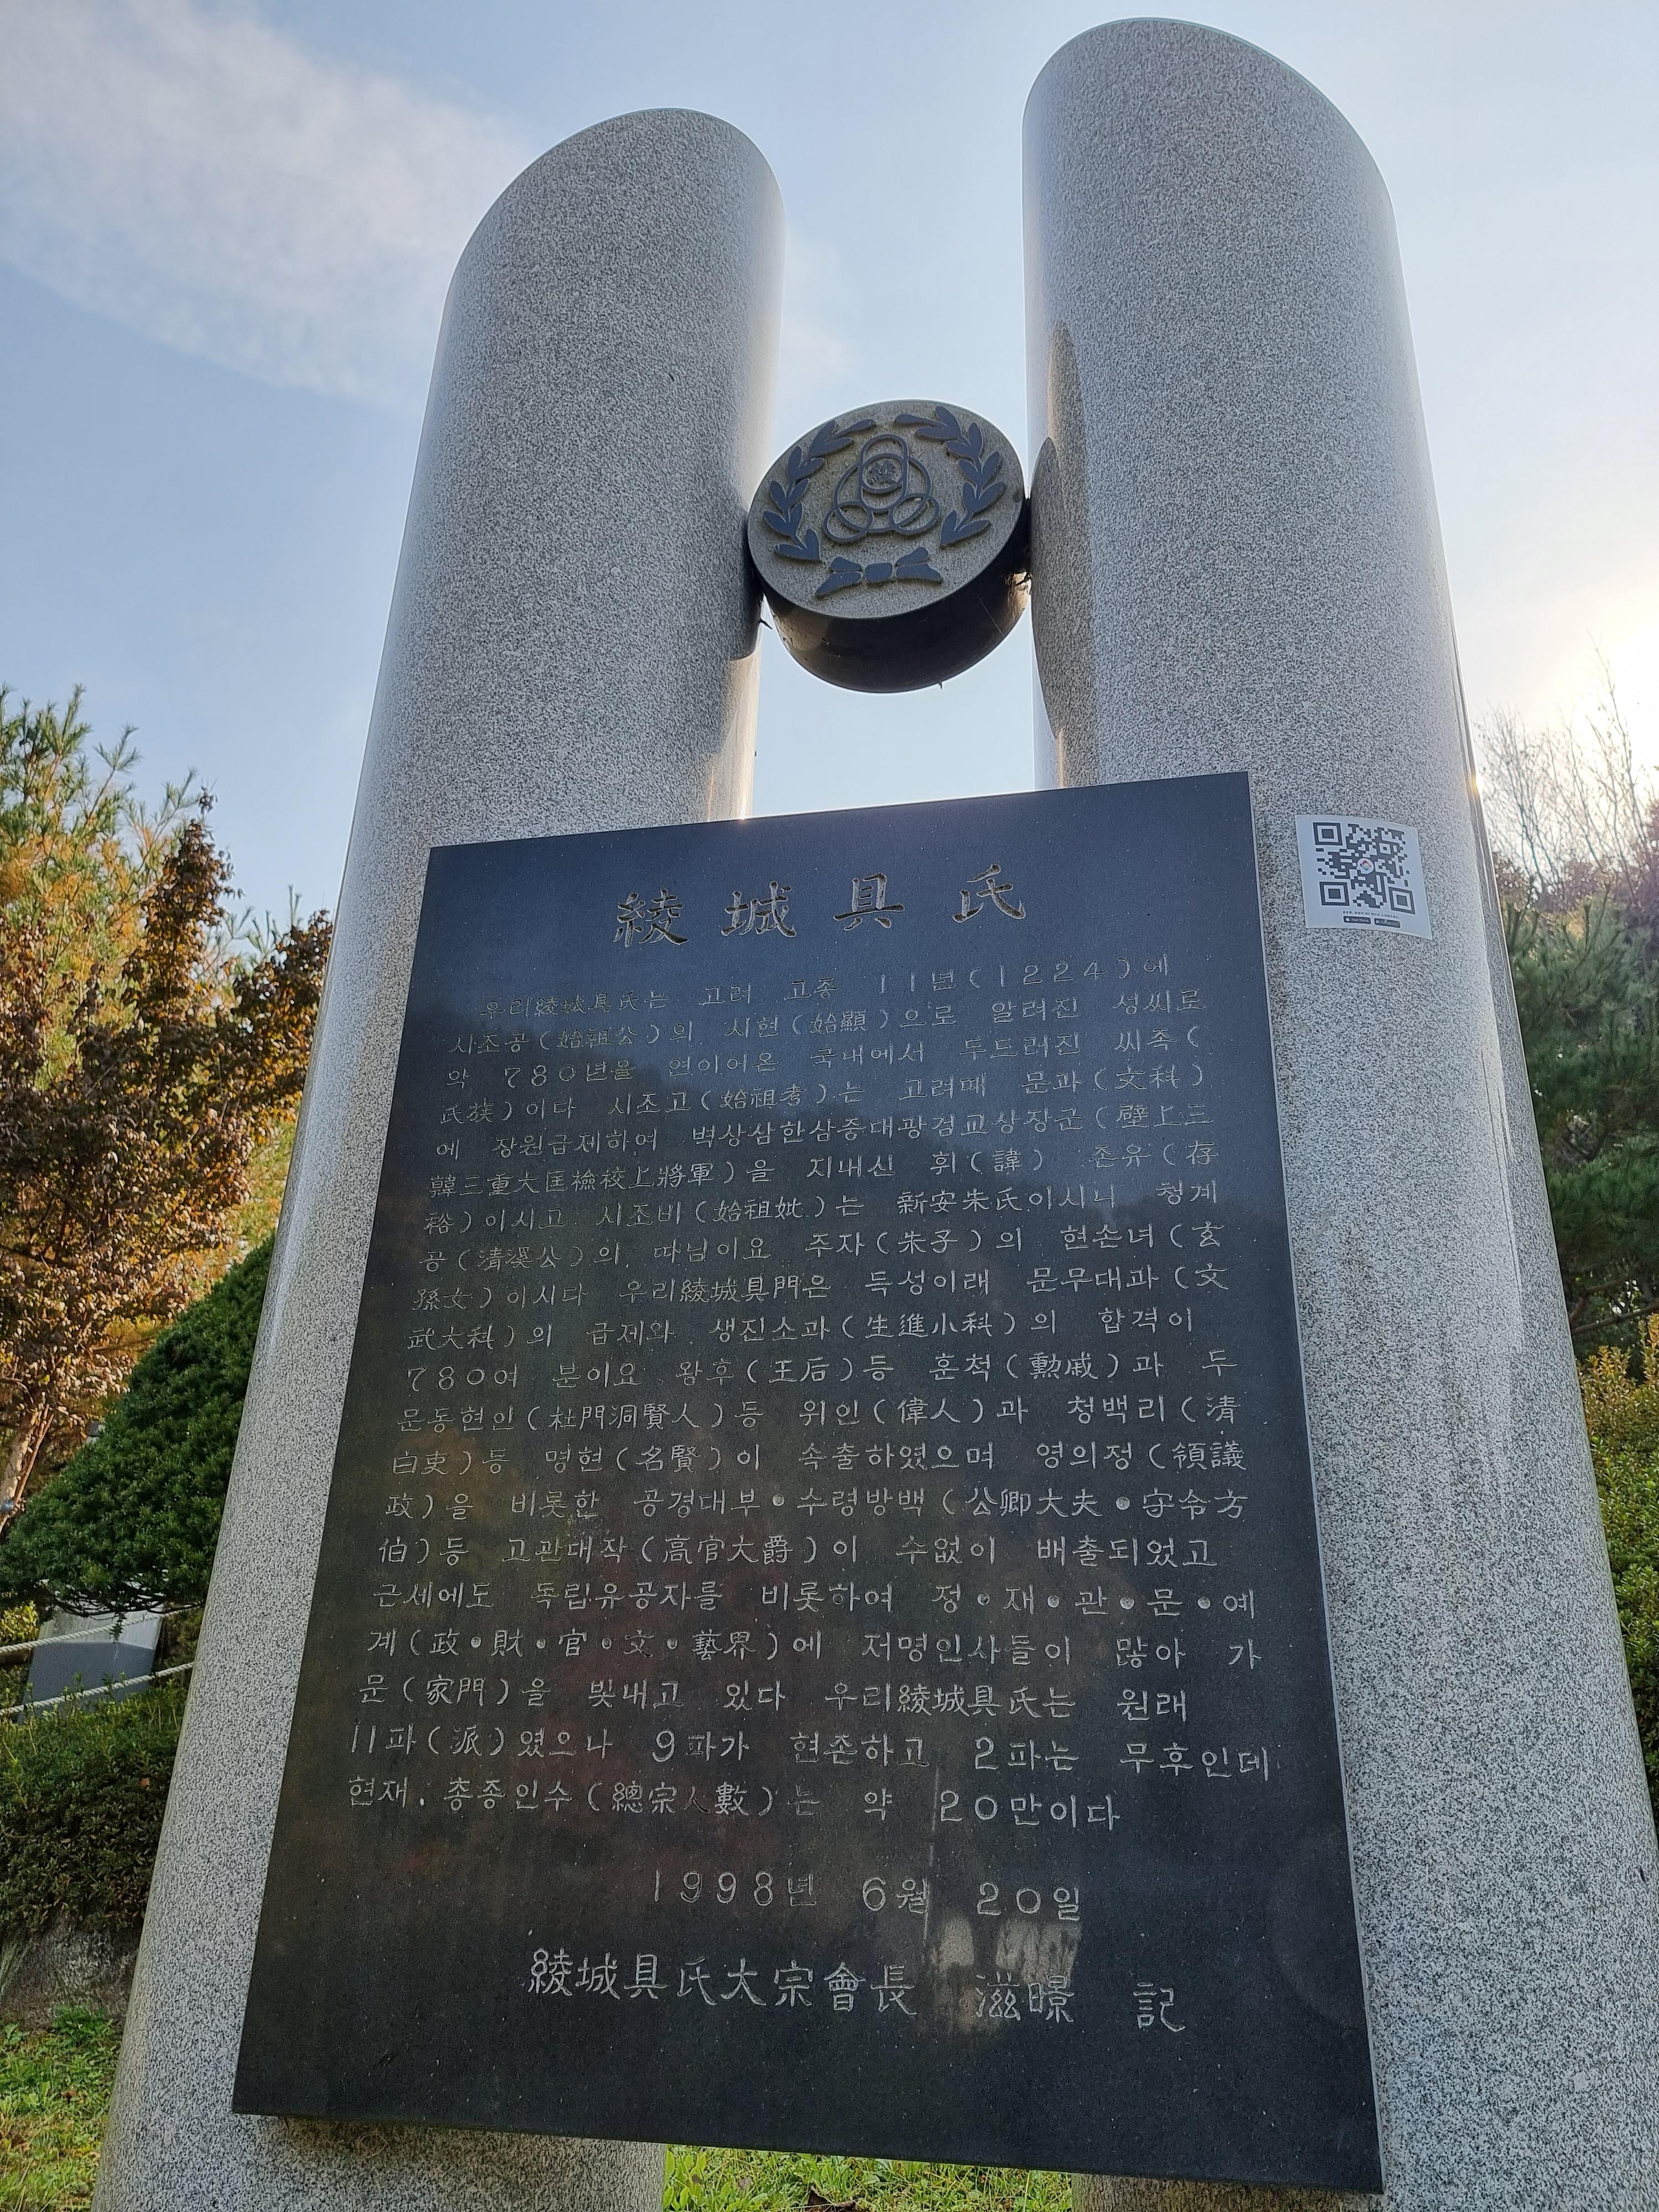 綾城具氏
우리綾城具氏는 고려 고종 11년(1224)에
시조공(始祖公)의 시현(始顯)으로 알려진 성씨로
약 780년을 연이어온 국내에서 두드러진 씨족(
氏族)이다 시조고(始祖考)는 고려때 문과(文科)
에 장원급제하여 벽상삼한삼중대광검교상장군(壁上三
韓三重大匡檢校上將軍)을 지내신 휘(諱) 존유(存
裕)이시고 시조비(始祖妣)는 新安朱氏이시니 청계
공(淸溪公)의 따님이요 주자(朱子)의 현손녀(玄
孫女)이시다 우리綾城具門은 득성이래 문무대과(文
武大科)의 급제와 생진소과(生進小科)의 합격이
780여 분이요 왕후(王后)등 훈척(勳戚)과 두
문동현인(杜門洞賢人)등 위인(偉人)과 청백리(淸
白吏)등 명현(名賢)이 속출하였으며 영의정(領議
政)을 비롯한 공경대부•수령방백(公卿大夫•守令方
伯)등 고관대작(高官大爵)이 수없이 배출되었고
근세에도 독립유공자를 비롯하여 정•재•관•문•예
계(政•財•官•文•藝界)에 저명인사들이 많아 가
문(家門)을 빛내고 있다 우리綾城具氏는 원래
11파(派)였으나 9파가 현존하고 2파는 무후인데
현재. 총종인수(總宗人數)는 약 20만이다
1998년 6월 20일
綾城具氏大宗會長 滋暻 記